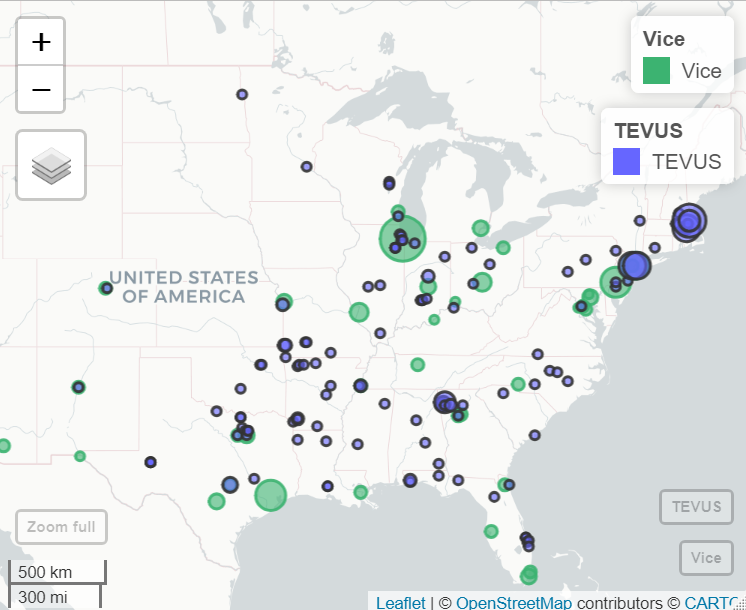 +
−
Vice
Vice
TEVUS
TEVUS
UNITED STATES
OF AMERICA
Zoom full
TEVUS
Vice
500 km
300 mi
Leaflet | © OpenStreetMap contributors © CARTO